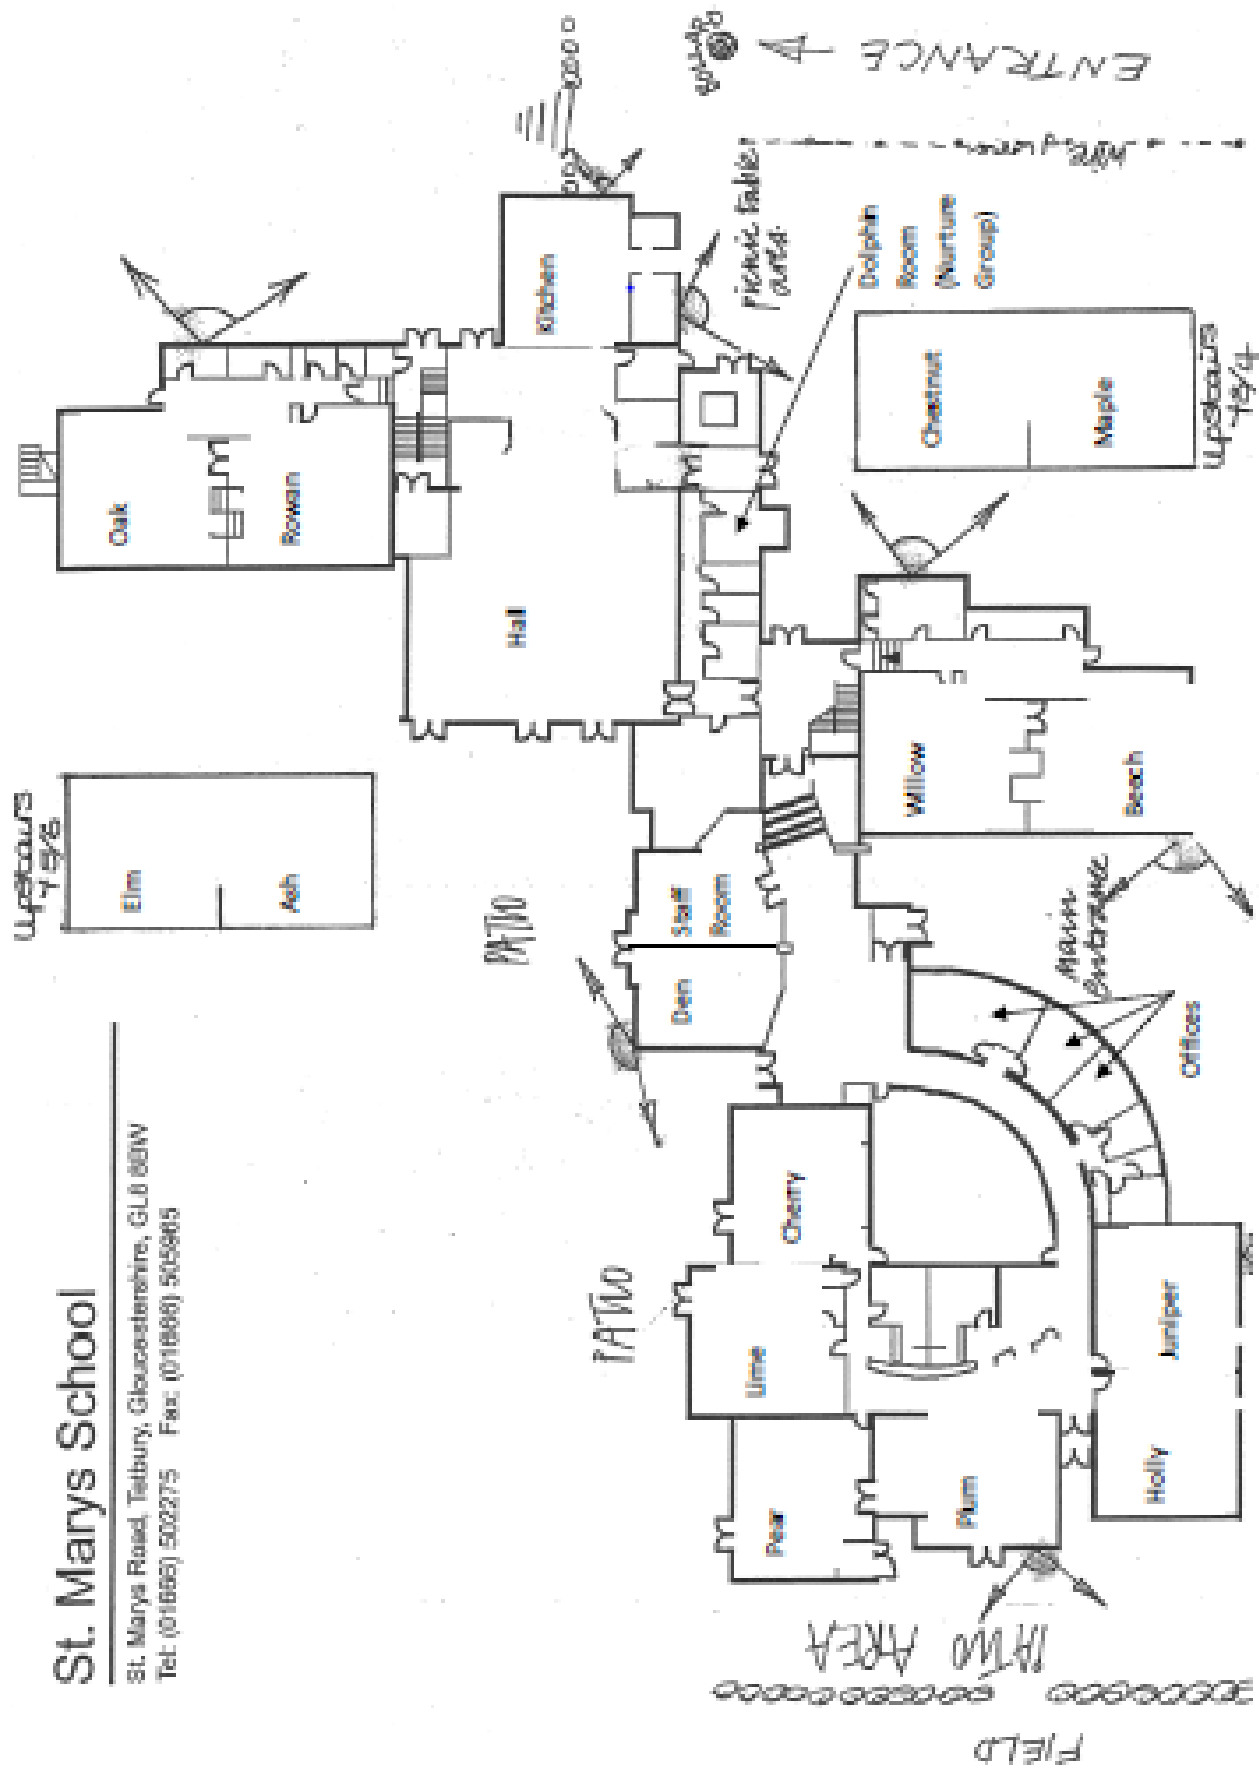 St. Marys School
St. Marys Road, Tetbury, Gloucestershire, GL8 8BW
Tel: (01666) 502275 Fax: (01666) 505965
Upstairs
Y5/6
Elm
Ash
Oak
Rowan
Kitchen
Hall
BOLLARD
ENTRANCE
picnic table
area
Dolphin
Room
(Nurture
Group)
Chestnut
Maple
Upstairs
Y3/4
PATIO
Den
Staff
Room
Willow
Beach
Main
Entrance
Offices
PATIO
Cherry
Lime
Pear
Plum
Juniper
Holly
PATIO AREA
FIELD